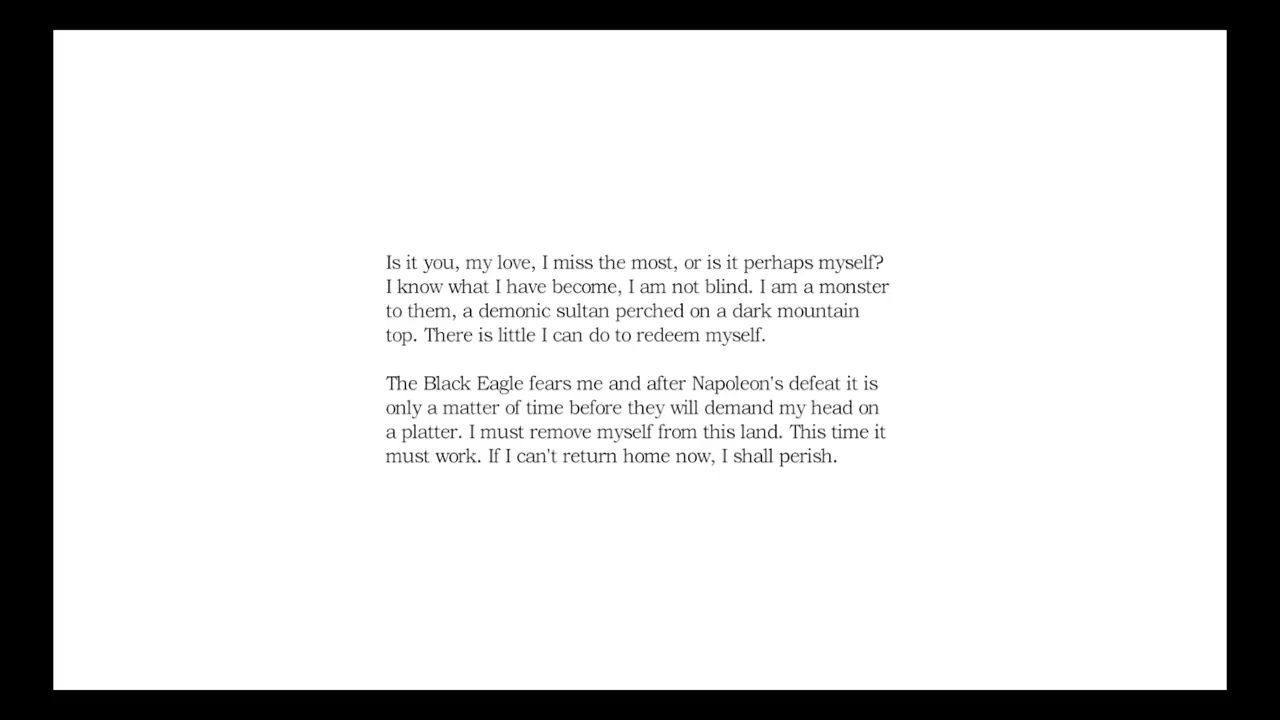 Is it you, my love, I miss the most, or is it perhaps myself?
I know what I have become, I am not blind. I am a monster
to them, a demonic sultan perched on a dark mountain
top. There is little I can do to redeem myself.
The Black Eagle fears me and after Napoleon's defeat it is
only a matter of time before they will demand my head on
a platter. I must remove myself from this land. This time it
must work. If I can't return home now, I shall perish.